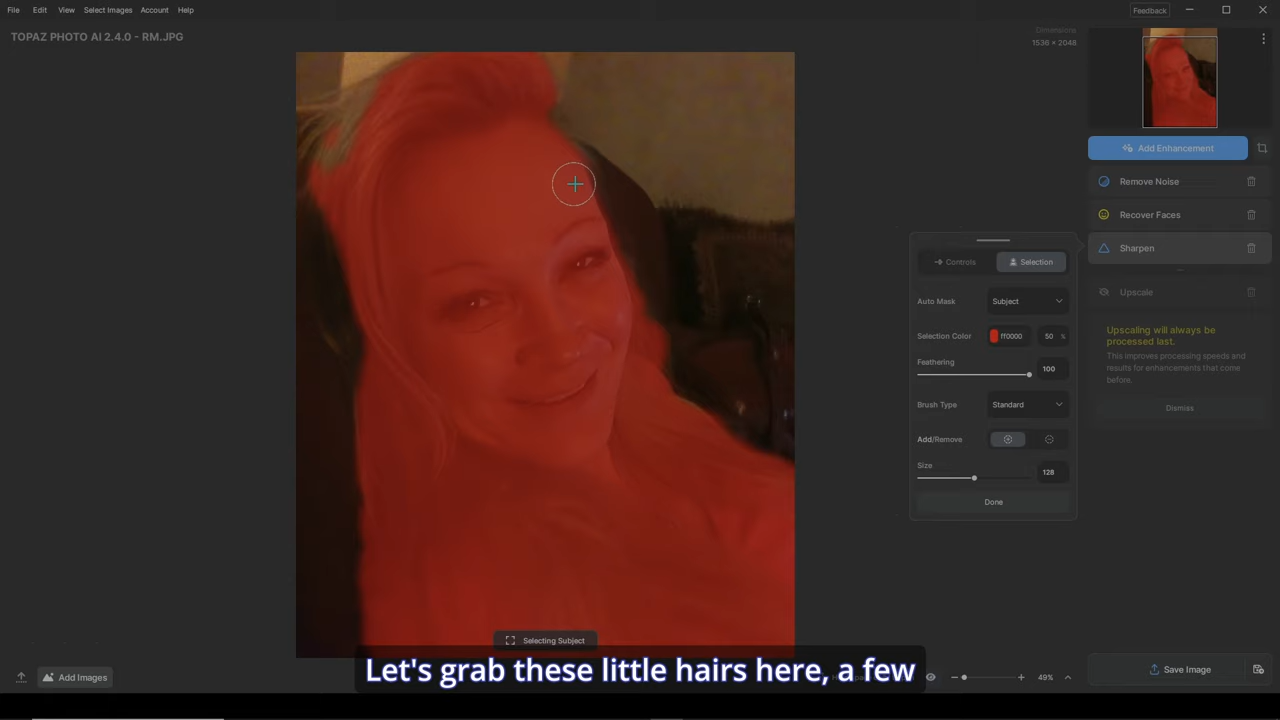 File Edit View Select Images Account Help
Feedback
TOPAZ PHOTO AI 2.4.0 - RM.JPG
Dimensions
1536 × 2048
Add Enhancement
Remove Noise
Recover Faces
Sharpen
Upscale
Upscaling will always be
processed last.
This improves processing speeds and
results for enhancements that come
before.
Dismiss
Controls Selection
Auto Mask Subject
Selection Color ff0000 50 %
Feathering
100
Brush Type Standard
Add/Remove
Size
128
Done
Selecting Subject
Let's grab these little hairs here, a few
Add Images
49%
Save Image